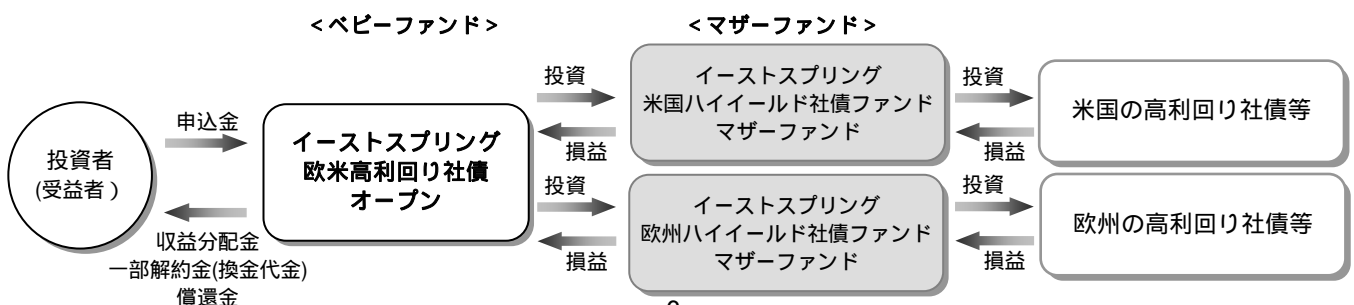 <ベビーファンド>
<マザーファンド>
投資者
(受益者)
申込金
収益分配金
一部解約金(換金代金)
償還金
イーストスプリング
欧米高利回り社債
オープン
投資
損益
イーストスプリング
米国ハイイールド社債ファンド
マザーファンド
投資
損益
米国の高利回り社債等
投資
損益
イーストスプリング
欧州ハイイールド社債ファンド
マザーファンド
投資
損益
欧州の高利回り社債等